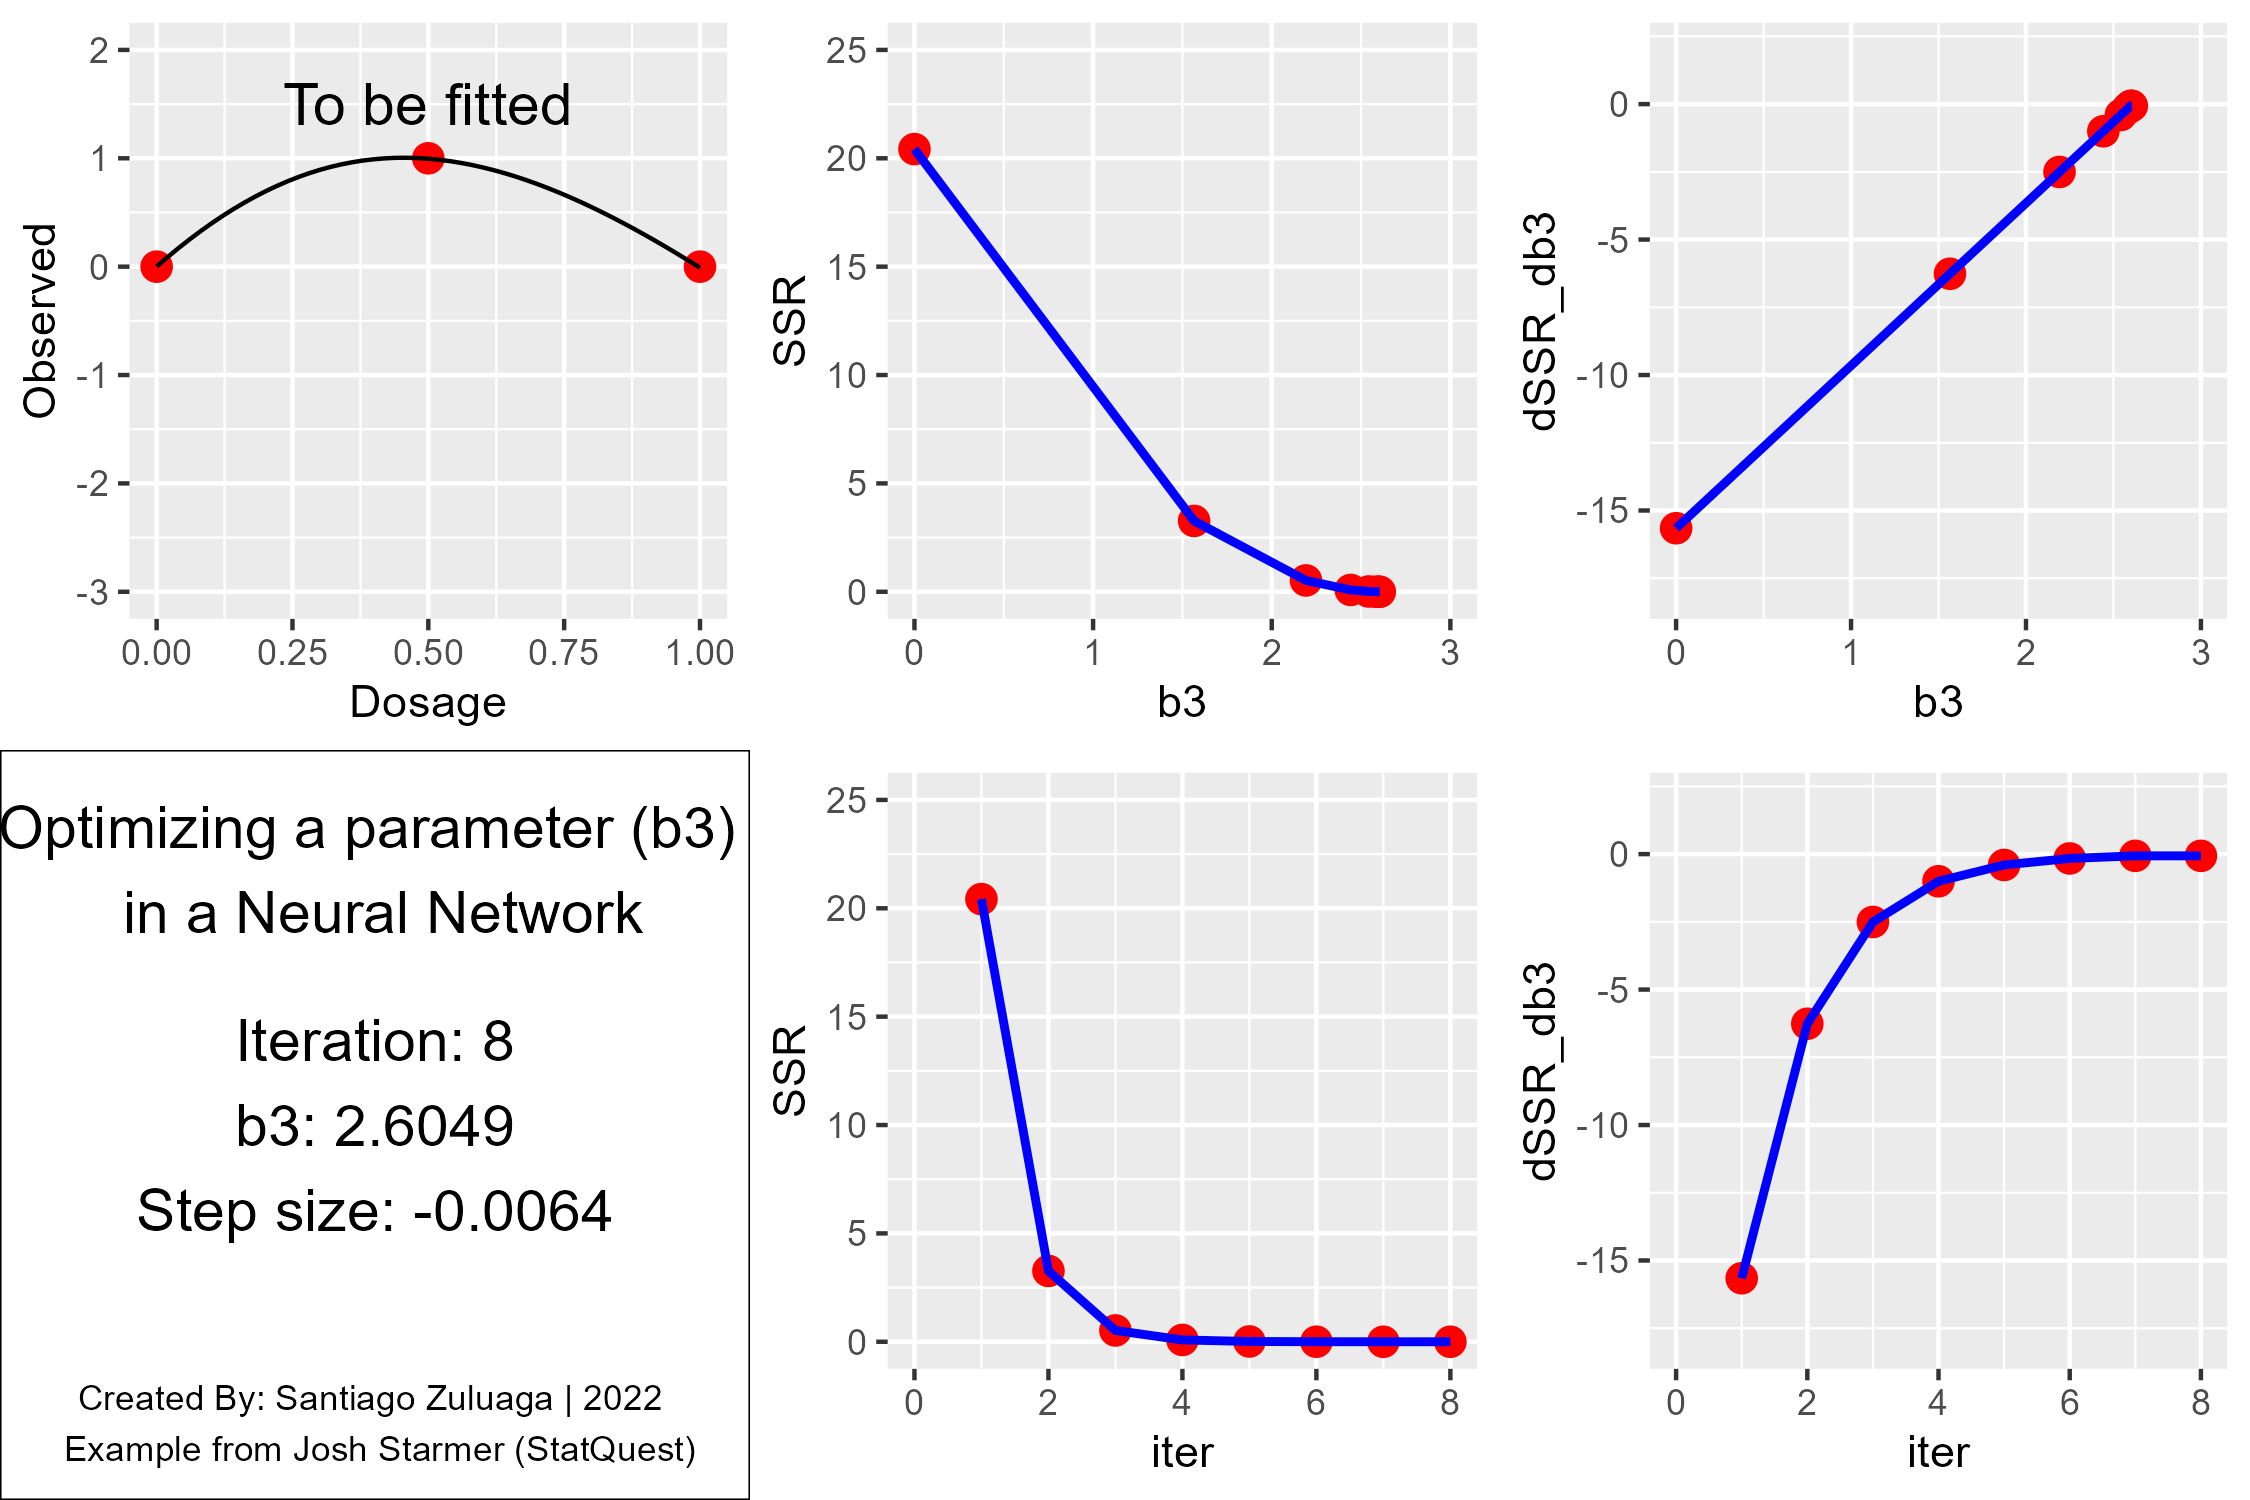 To be fitted
2
1
0
-1
-2
-3
Observed
0.00 0.25 0.50 0.75 1.00
Dosage
25
20
15
10
5
0
SSR
0 1 2 3
b3
0
-5
-10
-15
dSSR_db3
0 1 2 3
b3
Optimizing a parameter (b3)
in a Neural Network
Iteration: 8
b3: 2.6049
Step size: -0.0064
Created By: Santiago Zuluaga | 2022
Example from Josh Starmer (StatQuest)
25
20
15
10
5
0
SSR
0 2 4 6 8
iter
0
-5
-10
-15
dSSR_db3
0 2 4 6 8
iter